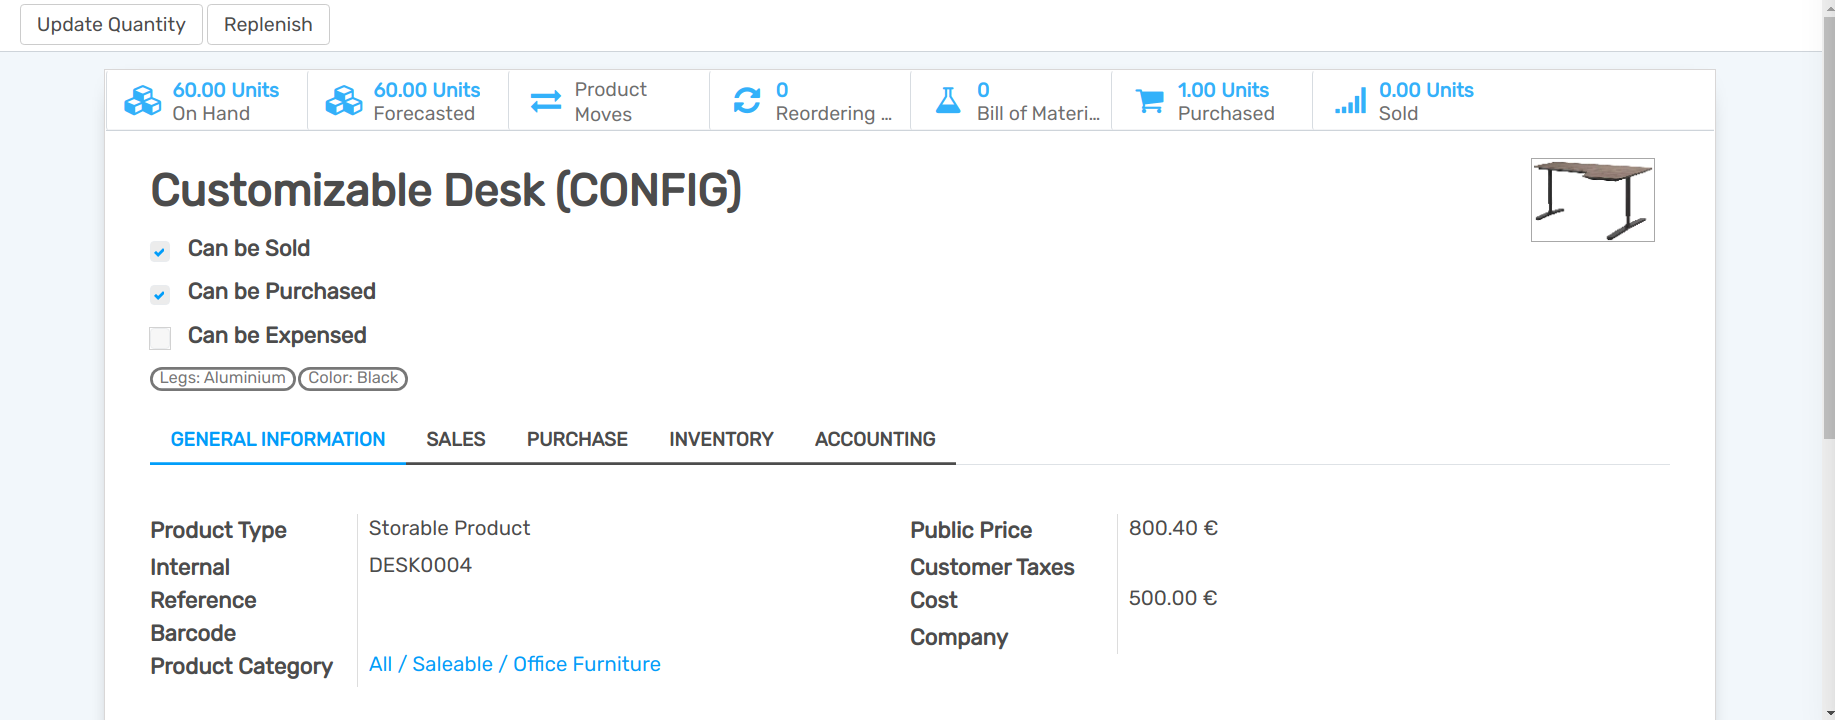 Update Quantity
Replenish
60.00 Units
On Hand
60.00 Units
Forecasted
Product
Moves
0
Reordering ...
0
Bill of Materi...
1.00 Units
Purchased
0.00 Units
Sold
Customizable Desk (CONFIG)
Can be Sold
Can be Purchased
Can be Expensed
Legs: Aluminium
Color: Black
GENERAL INFORMATION
SALES
PURCHASE
INVENTORY
ACCOUNTING
Product Type
Storable Product
Internal
Reference
DESK0004
Barcode
Product Category
All / Saleable / Office Furniture
Public Price
800.40 €
Customer Taxes
Cost
500.00 €
Company